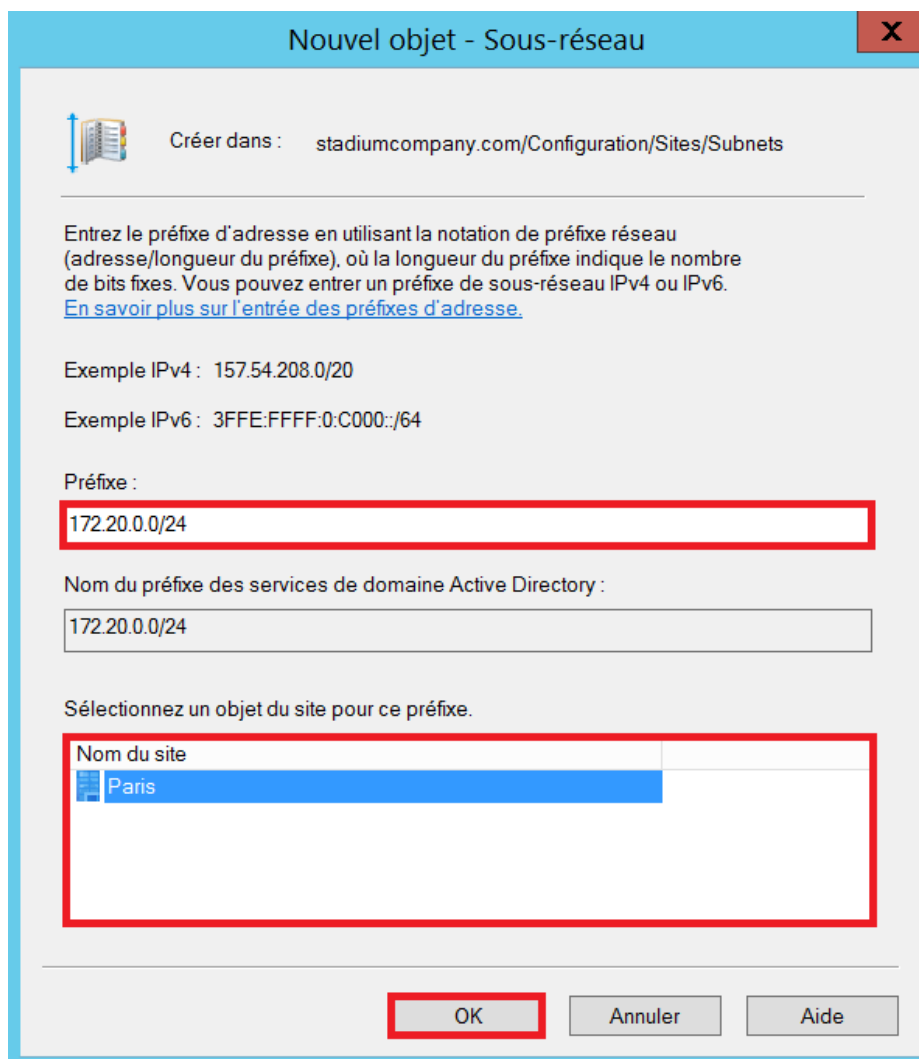 Nouvel objet - Sous-réseau
X
Créer dans : stadiumcompany.com/Configuration/Sites/Subnets
Entrez le préfixe d'adresse en utilisant la notation de préfixe réseau
(adresse/longueur du préfixe), où la longueur du préfixe indique le nombre
de bits fixes. Vous pouvez entrer un préfixe de sous-réseau IPv4 ou IPv6.
En savoir plus sur l'entrée des préfixes d'adresse.
Exemple IPv4 : 157.54.208.0/20
Exemple IPv6 : 3FFE:FFFF:0:C000::/64
Préfixe :
172.20.0.0/24
Nom du préfixe des services de domaine Active Directory :
172.20.0.0/24
Sélectionnez un objet du site pour ce préfixe.
Nom du site
Paris
OK Annuler Aide